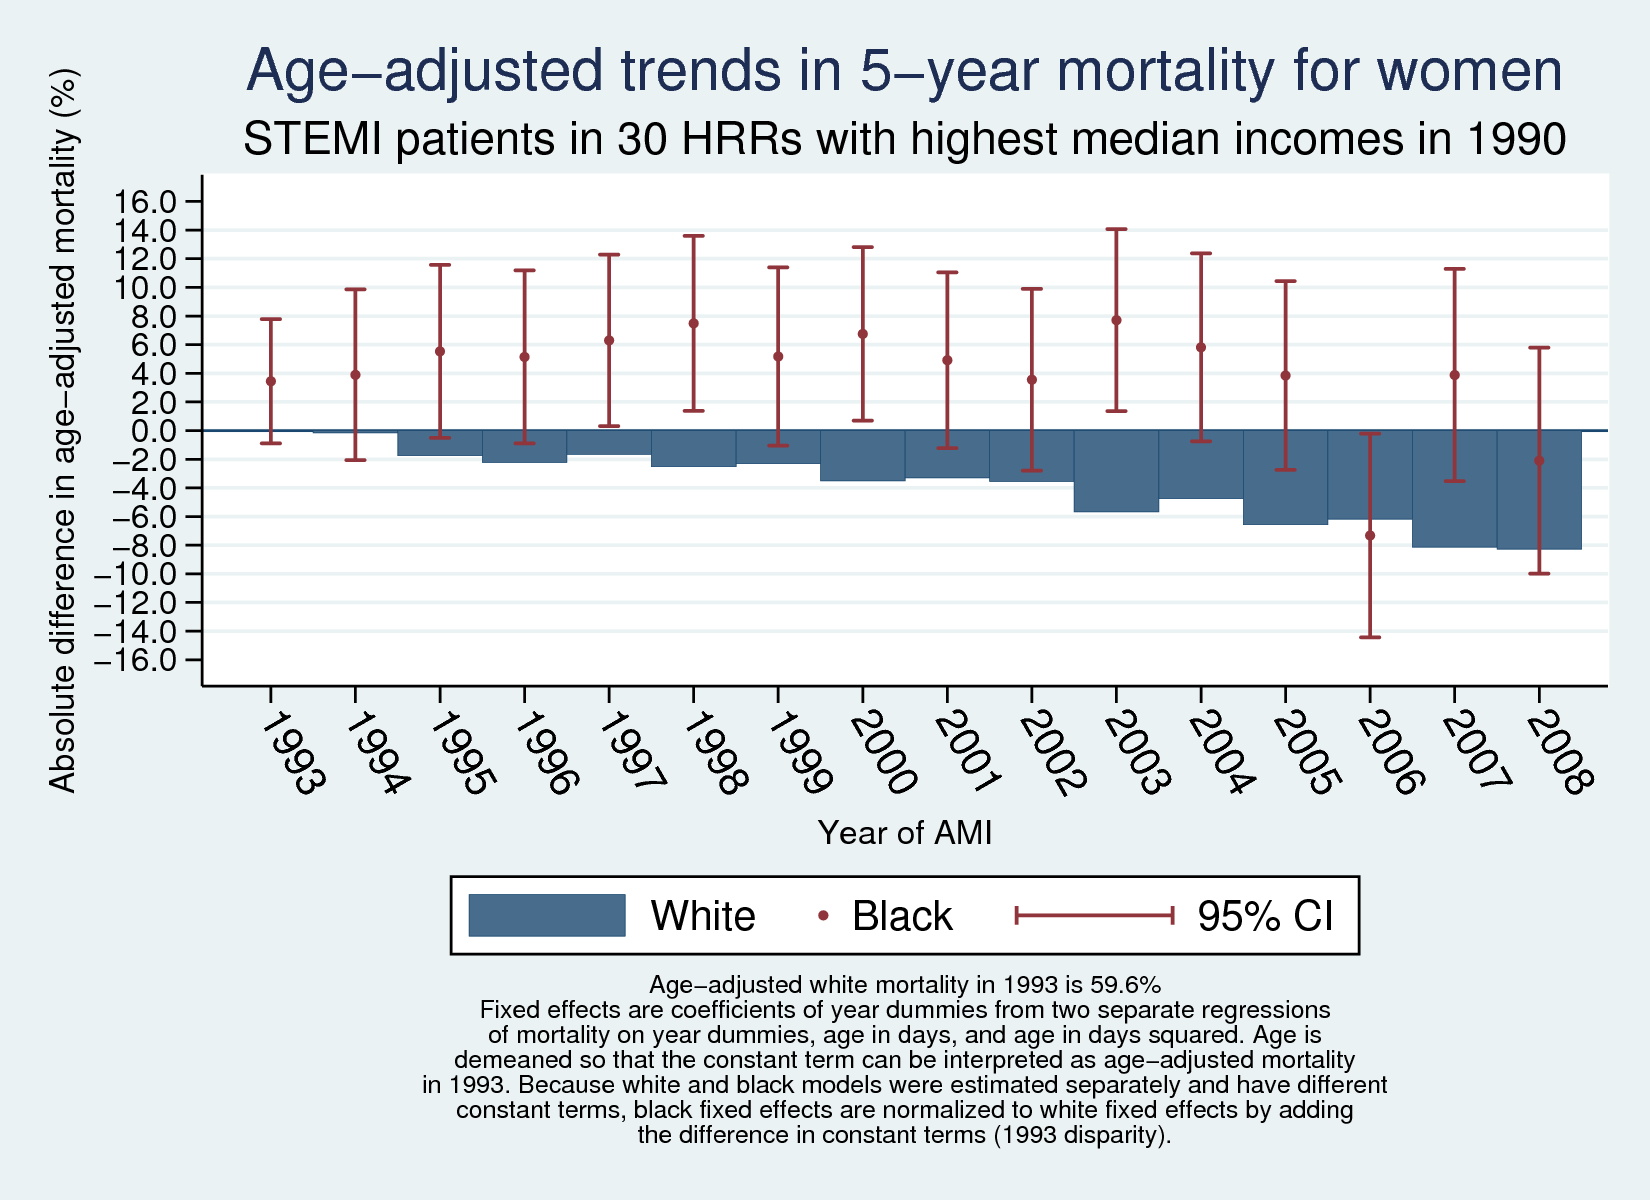 Age−adjusted trends in 5−year mortality for women
STEMI patients in 30 HRRs with highest median incomes in 1990
Absolute difference in age−adjusted mortality (%)
16.0
14.0
12.0
10.0
8.0
6.0
4.0
2.0
0.0
−2.0
−4.0
−6.0
−8.0
−10.0
−12.0
−14.0
−16.0
1993
1994
1995
1996
1997
1998
1999
2000
2001
2002
2003
2004
2005
2006
2007
2008
Year of AMI
White Black 95% CI
Age−adjusted white mortality in 1993 is 59.6%
Fixed effects are coefficients of year dummies from two separate regressions
of mortality on year dummies, age in days, and age in days squared. Age is
demeaned so that the constant term can be interpreted as age−adjusted mortality
in 1993. Because white and black models were estimated separately and have different
constant terms, black fixed effects are normalized to white fixed effects by adding
the difference in constant terms (1993 disparity).